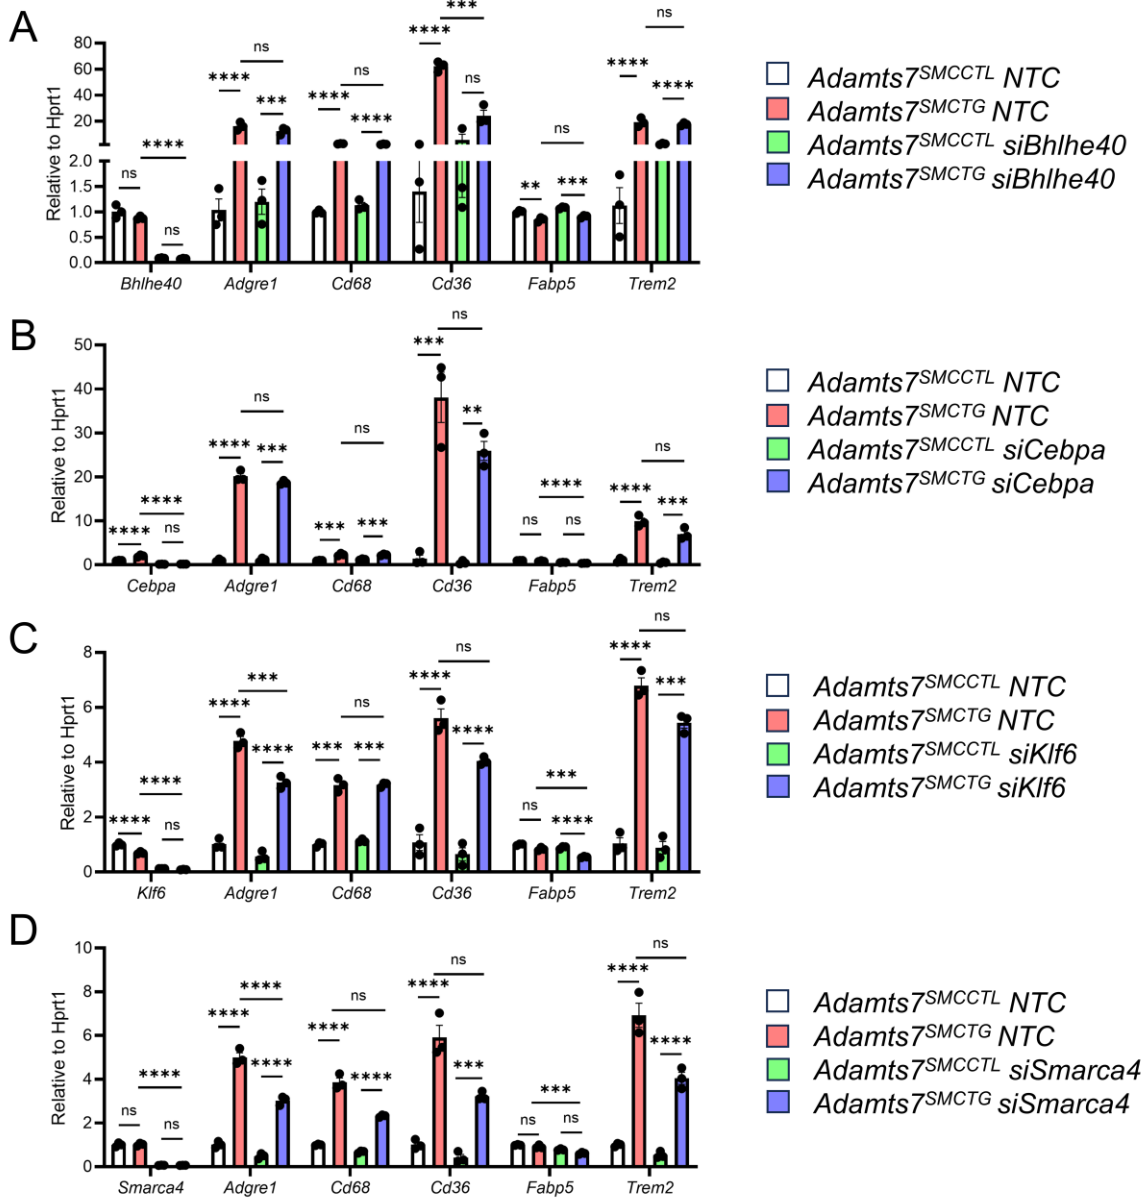 A
Relative to Hprt1
80
60
40
20
2.0
1.5
1.0
0.5
0.0
ns
****
ns
****
ns
***
****
ns
****
****
***
ns
**
ns
***
****
ns
****
Bhlhe40 Adgre1 Cd68 Cd36 Fabp5 Trem2
Adamts7SMCCTL NTC
Adamts7SMCTG NTC
Adamts7SMCCTL siBhlhe40
Adamts7SMCTG siBhlhe40
B
Relative to Hprt1
50
40
30
20
10
0
****
****
ns
****
ns
***
***
ns
***
***
ns
**
ns
****
ns
****
ns
***
Cebpa Adgre1 Cd68 Cd36 Fabp5 Trem2
Adamts7SMCCTL NTC
Adamts7SMCTG NTC
Adamts7SMCCTL siCebpa
Adamts7SMCTG siCebpa
C
Relative to Hprt1
8
6
4
2
0
****
****
ns
****
***
****
***
ns
***
****
ns
****
ns
***
****
****
ns
***
Klf6 Adgre1 Cd68 Cd36 Fabp5 Trem2
Adamts7SMCCTL NTC
Adamts7SMCTG NTC
Adamts7SMCCTL siKlf6
Adamts7SMCTG siKlf6
D
Relative to Hprt1
10
8
6
4
2
0
ns
****
ns
****
****
****
****
ns
****
****
ns
***
ns
***
ns
****
ns
****
Smarca4 Adgre1 Cd68 Cd36 Fabp5 Trem2
Adamts7SMCCTL NTC
Adamts7SMCTG NTC
Adamts7SMCCTL siSmarca4
Adamts7SMCTG siSmarca4